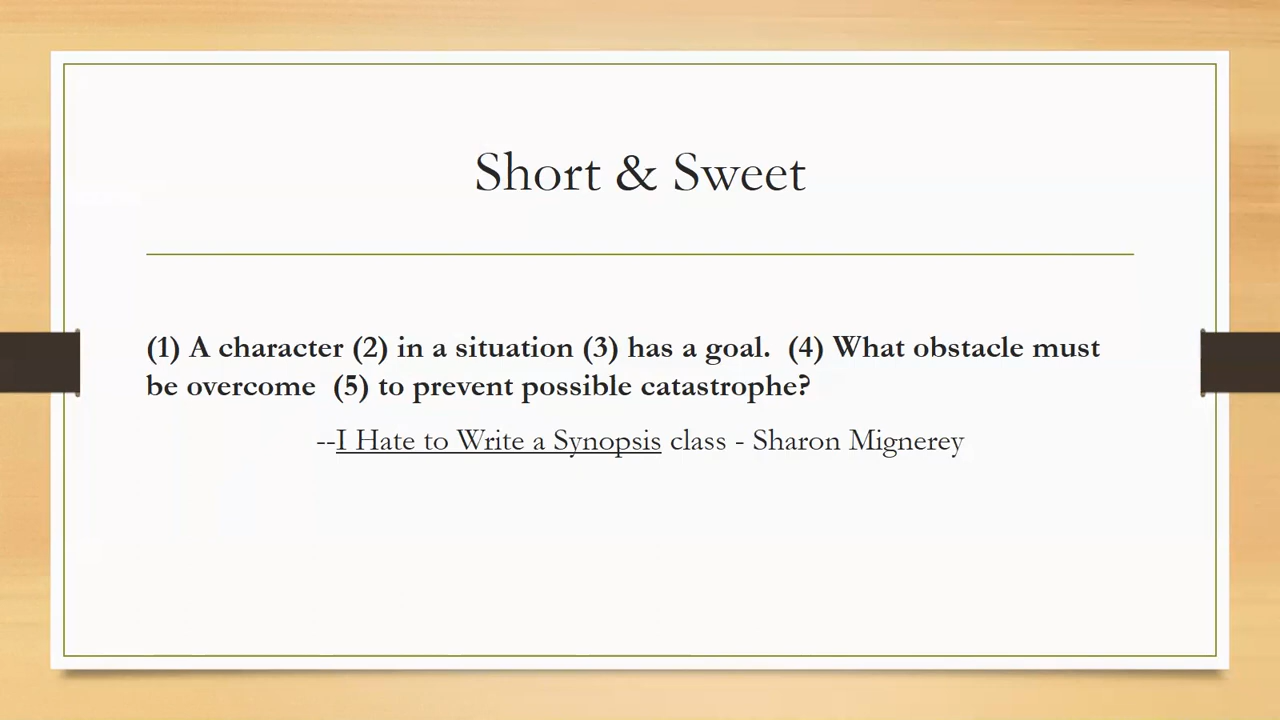 Short & Sweet
(1) A character (2) in a situation (3) has a goal.  (4) What obstacle must
be overcome  (5) to prevent possible catastrophe?
--I Hate to Write a Synopsis class - Sharon Mignerey